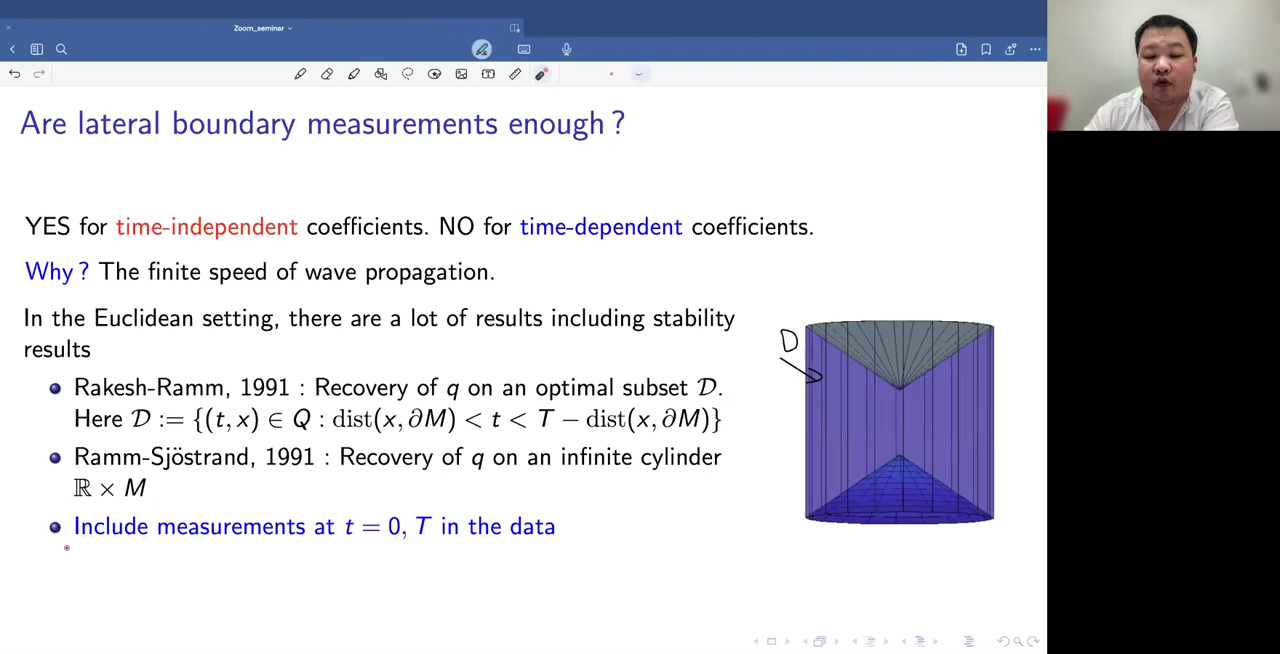 Zoom_seminar
Are lateral boundary measurements enough ?
YES for time-independent coefficients. NO for time-dependent coefficients.
Why ? The finite speed of wave propagation.
In the Euclidean setting, there are a lot of results including stability
results
Rakesh-Ramm, 1991 : Recovery of q on an optimal subset 𝒟.
Here 𝒟 := {(t, x) ∈ Q : dist(x, ∂M) < t < T − dist(x, ∂M)}
Ramm-Sjöstrand, 1991 : Recovery of q on an infinite cylinder
ℝ × M
Include measurements at t = 0, T in the data
D